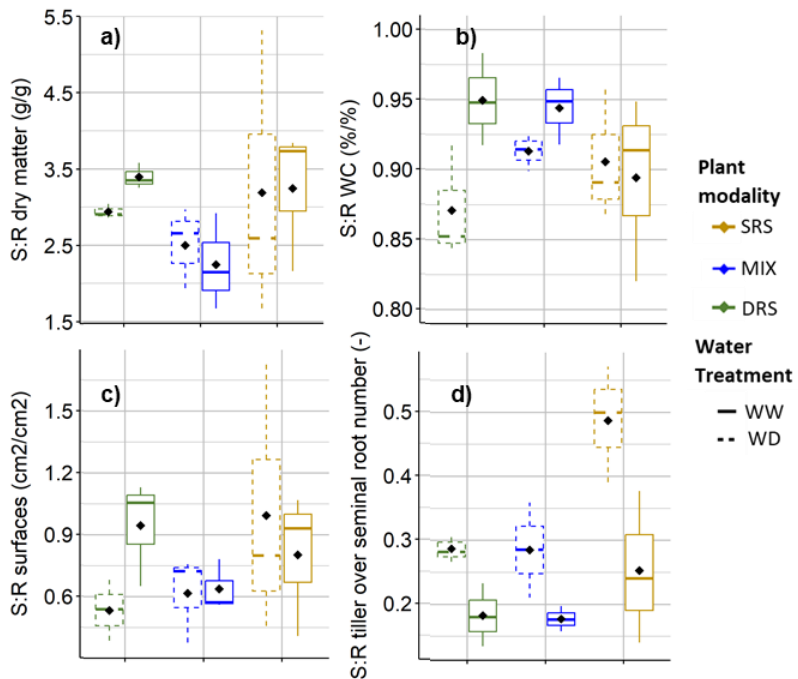 a)
S:R dry matter (g/g)
5.5
4.5
3.5
2.5
1.5
b)
S:R WC (%/%)
1.00
0.95
0.90
0.85
0.80
c)
S:R surfaces (cm2/cm2)
1.5
1.2
0.9
0.6
d)
S:R tiller over seminal root number (-)
0.5
0.4
0.3
0.2
Plant
modality
SRS
MIX
DRS
Water
Treatment
WW
WD